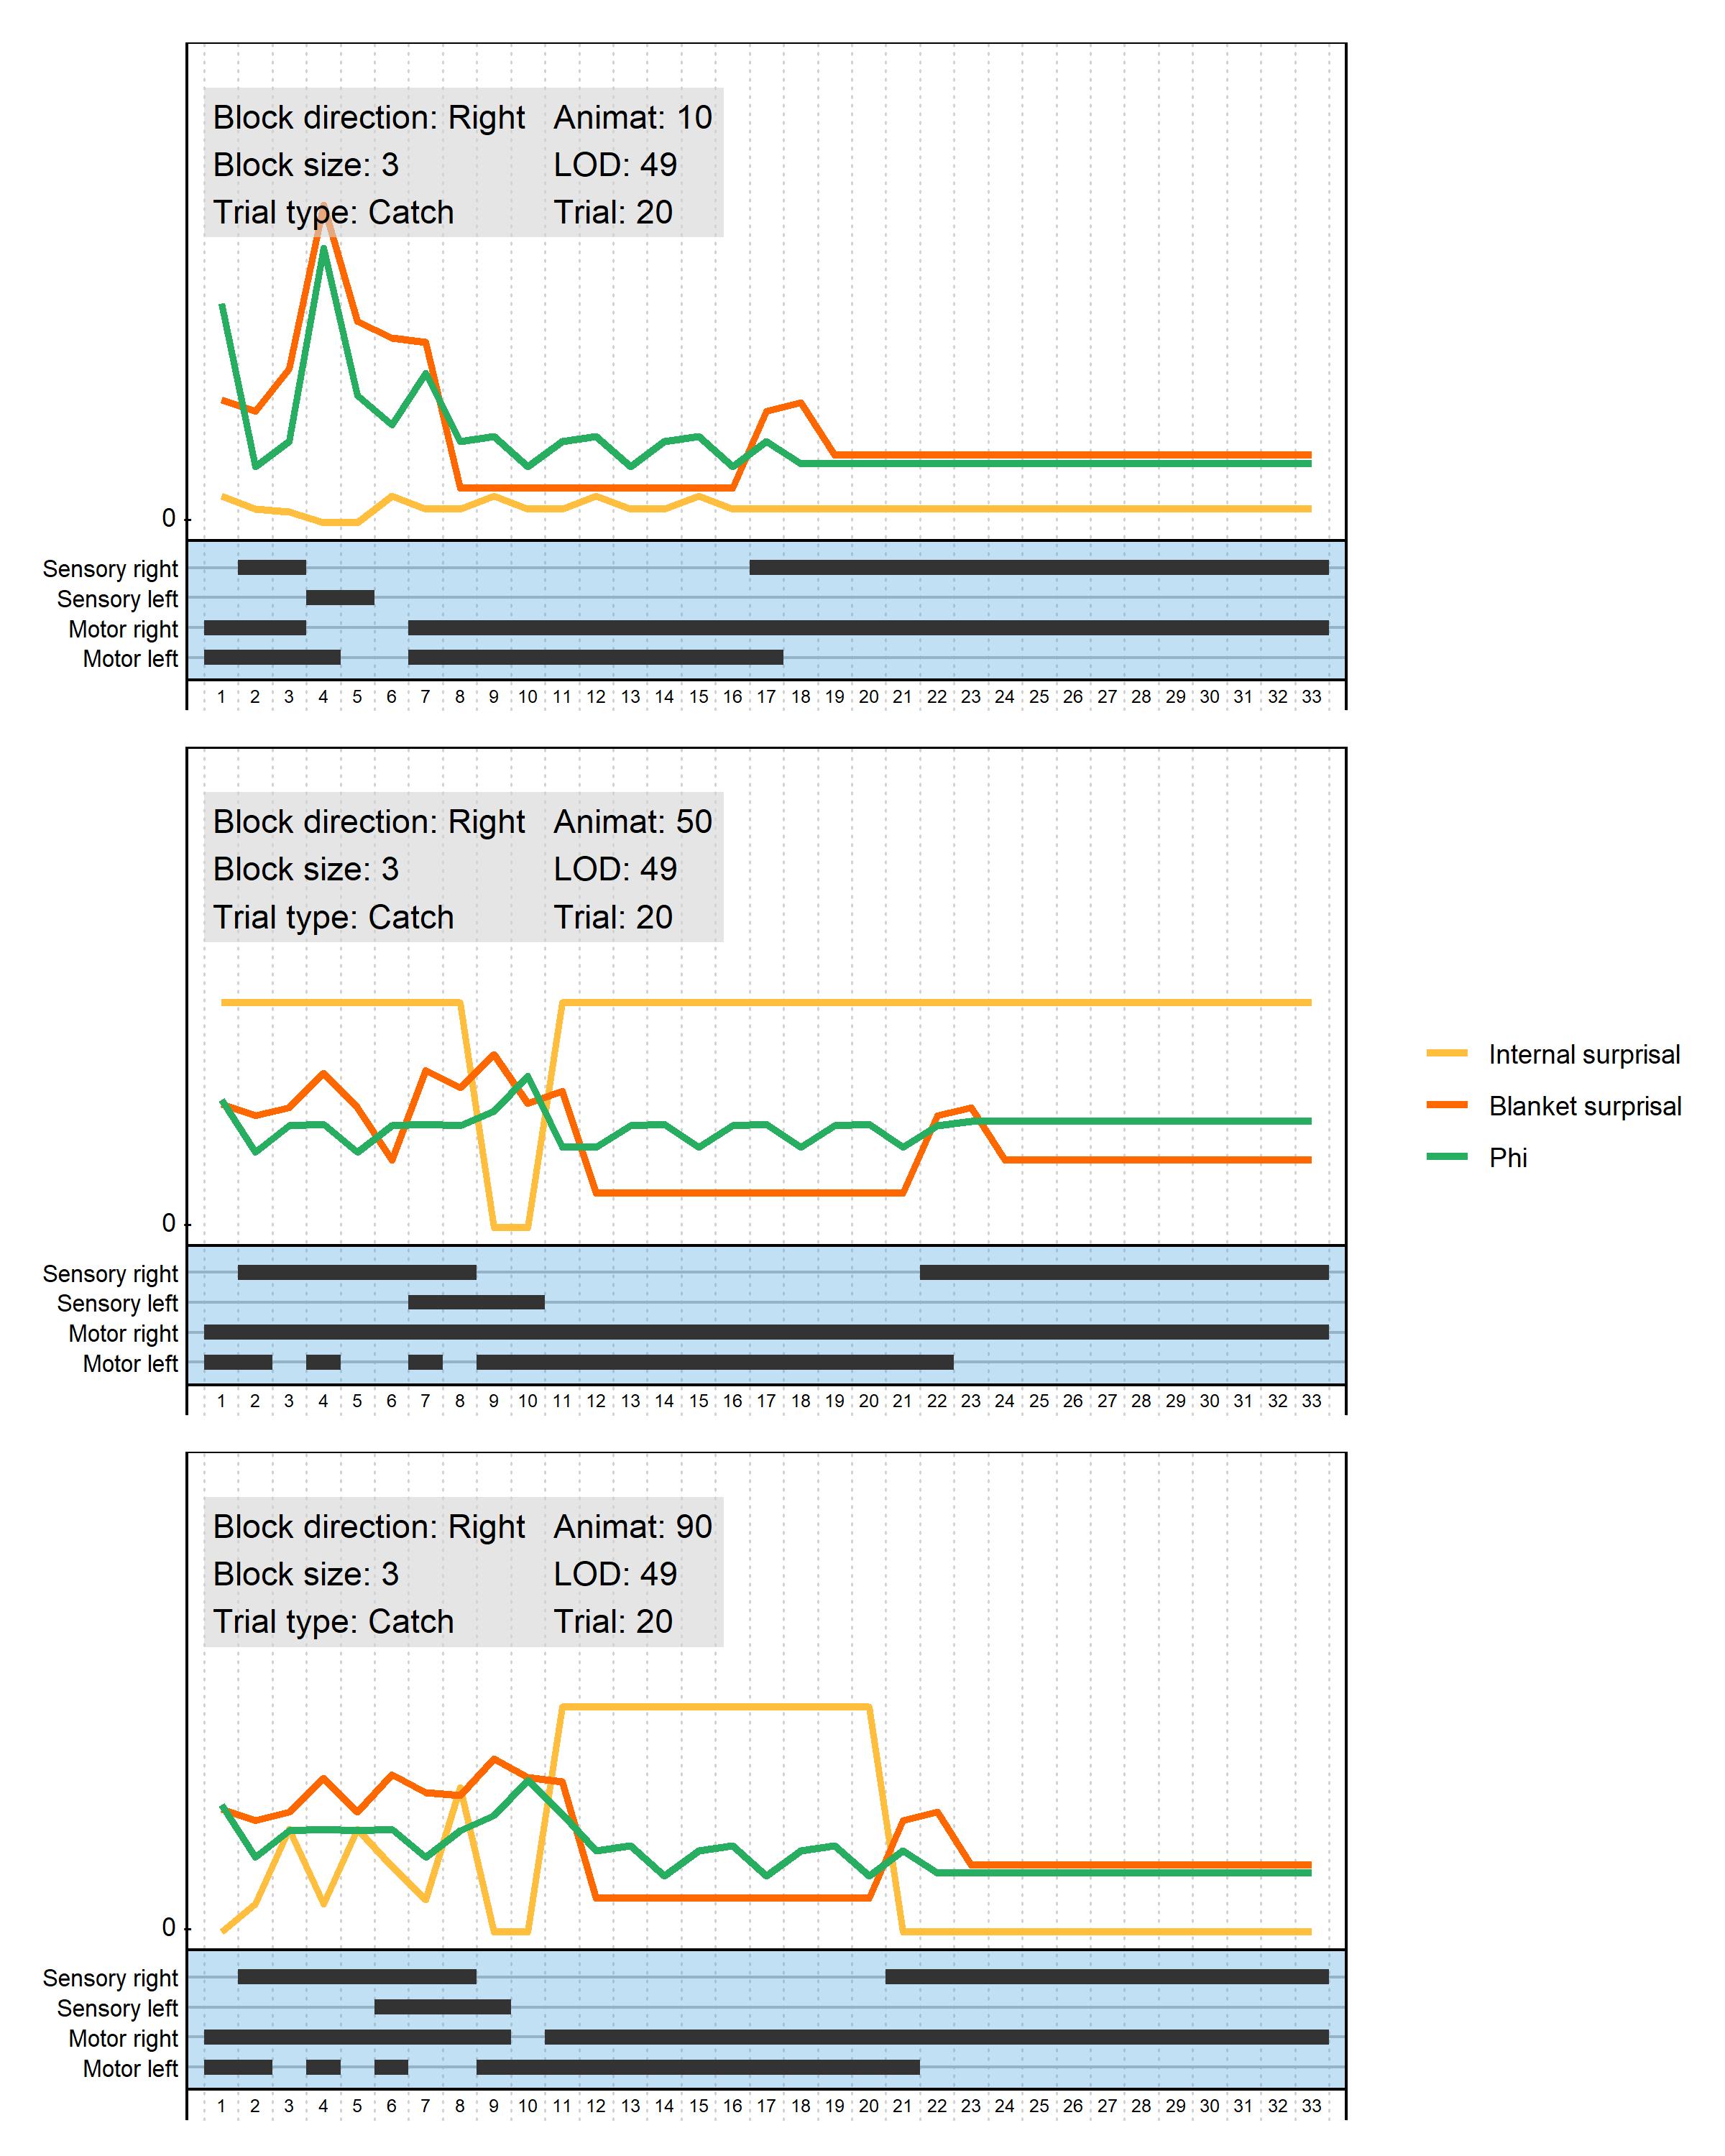 Block direction: Right Animat: 10
Block size: 3 LOD: 49
Trial type: Catch Trial: 20
0
Sensory right
Sensory left
Motor right
Motor left
1 2 3 4 5 6 7 8 9 10 11 12 13 14 15 16 17 18 19 20 21 22 23 24 25 26 27 28 29 30 31 32 33
Block direction: Right Animat: 50
Block size: 3 LOD: 49
Trial type: Catch Trial: 20
0
Sensory right
Sensory left
Motor right
Motor left
1 2 3 4 5 6 7 8 9 10 11 12 13 14 15 16 17 18 19 20 21 22 23 24 25 26 27 28 29 30 31 32 33
Internal surprisal
Blanket surprisal
Phi
Block direction: Right Animat: 90
Block size: 3 LOD: 49
Trial type: Catch Trial: 20
0
Sensory right
Sensory left
Motor right
Motor left
1 2 3 4 5 6 7 8 9 10 11 12 13 14 15 16 17 18 19 20 21 22 23 24 25 26 27 28 29 30 31 32 33